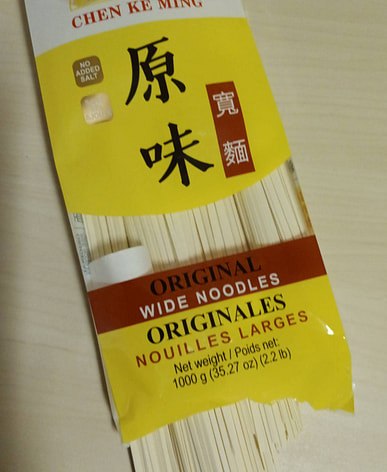 CHEN KE MING
NO
ADDED
SALT
原味
寬麵
ORIGINAL
WIDE NOODLES
ORIGINALES
NOUILLES LARGES
Net weight / Poids net:
1000 g (35.27 oz) (2.2 lb)